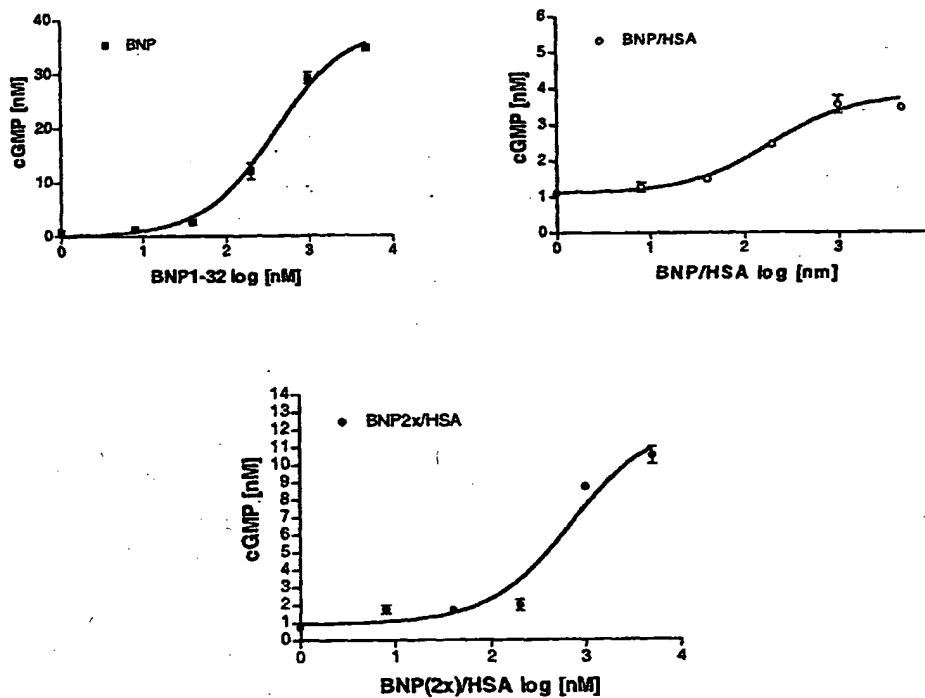 40
30
20
10
0
cGMP [nM]
BNP
0 1 2 3 4
BNP1-32 log [nM]
6
5
4
3
2
1
0
cGMP [nM]
BNP/HSA
0 1 2 3
BNP/HSA log [nm]
14
13
12
11
10
9
8
7
6
5
4
3
2
1
0
cGMP [nM]
BNP2x/HSA
0 1 2 3 4
BNP(2x)/HSA log [nM]